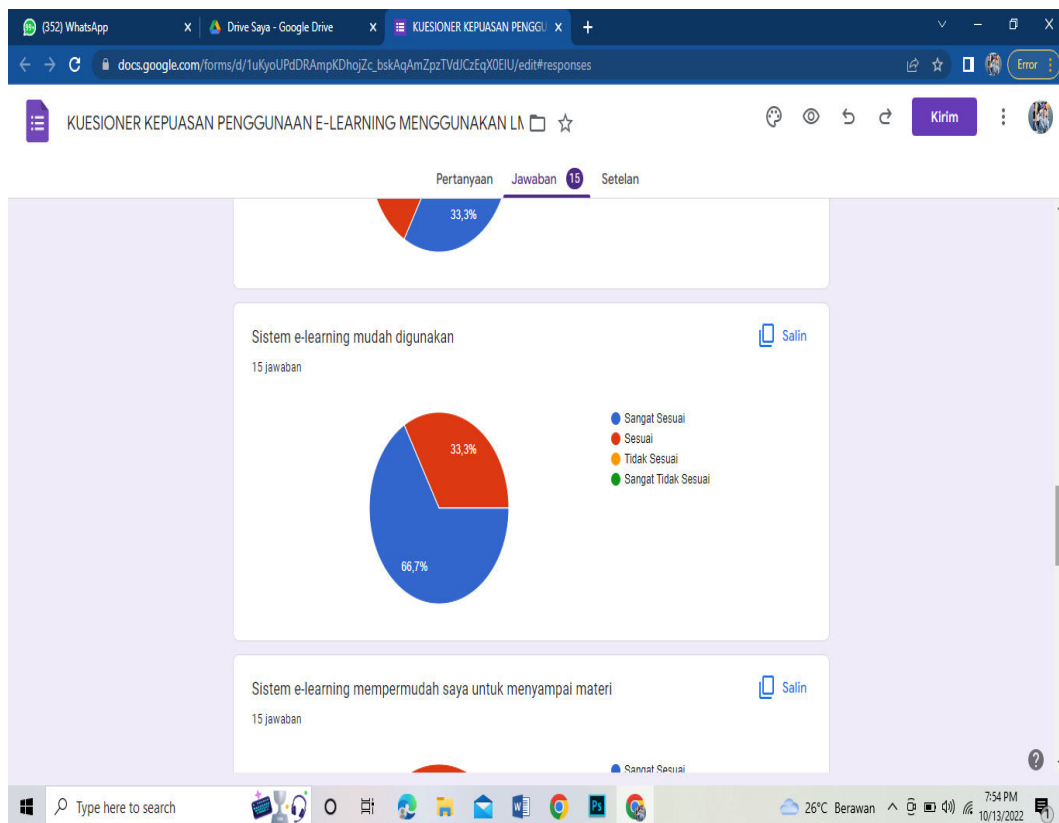 (352) WhatsApp
Drive Saya - Google Drive
KUESIONER KEPUASAN PENGGU
docs.google.com/forms/d/1uKyoUPdDRAmpKDhojZc_bskAqAmZpzTVdJCzEqX0EIU/edit#responses
Error
KUESIONER KEPUASAN PENGGUNAAN E-LEARNING MENGGUNAKAN LM
Kirim
Pertanyaan Jawaban 15 Setelan
33,3%
Sistem e-learning mudah digunakan
Salin
15 jawaban
Sangat Sesuai
Sesuai
Tidak Sesuai
Sangat Tidak Sesuai
33,3%
66,7%
Sistem e-learning mempermudah saya untuk menyampai materi
Salin
15 jawaban
Sangat Sesuai
Type here to search
26°C Berawan
7:54 PM
10/13/2022